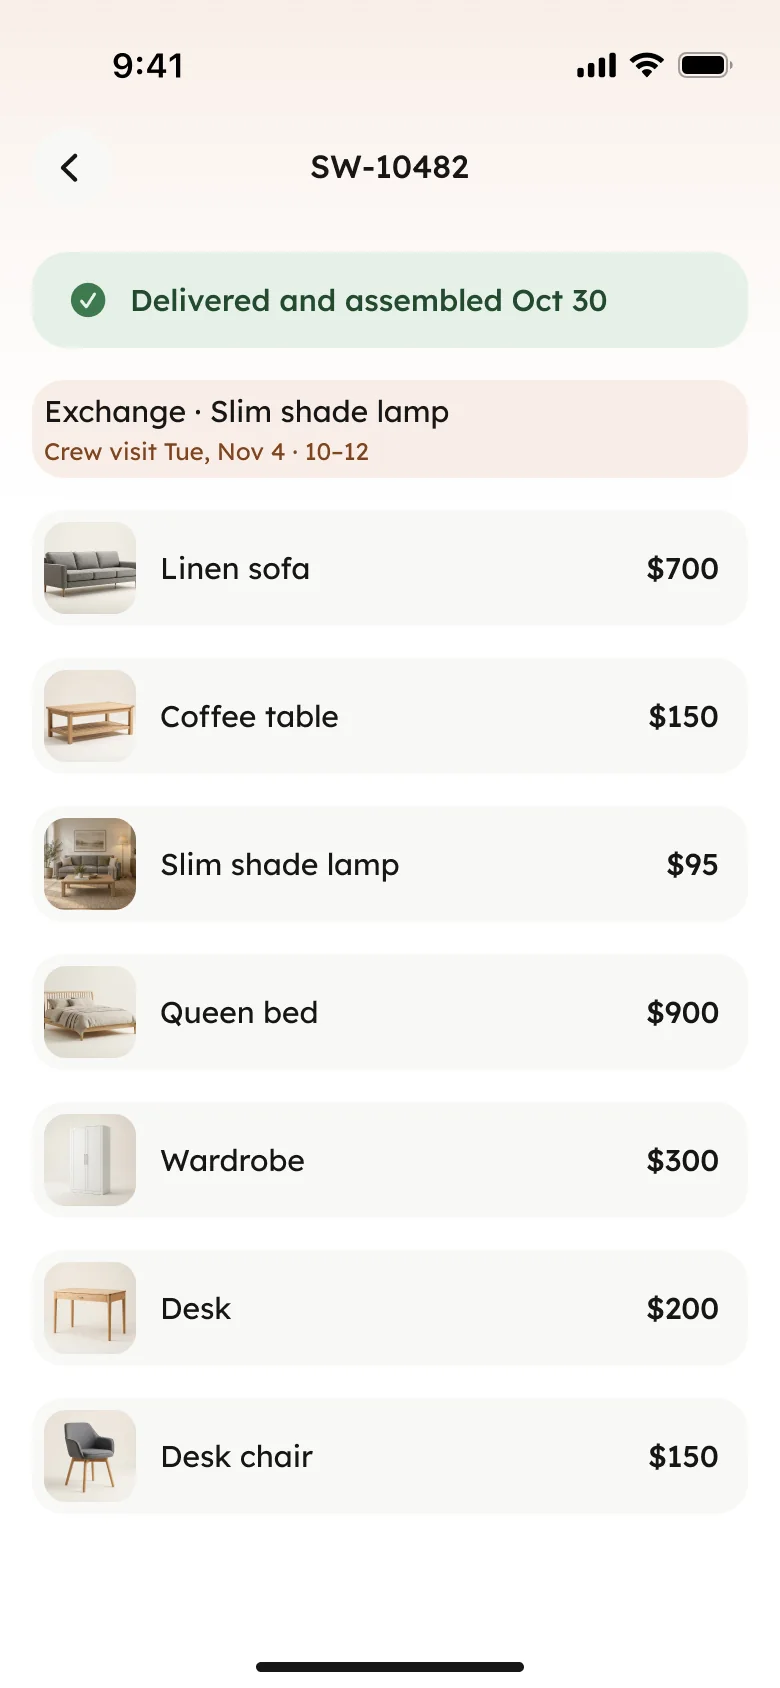 9:41
SW-10482
Delivered and assembled Oct 30
Exchange · Slim shade lamp
Crew visit Tue, Nov 4 · 10–12
Linen sofa $700
Coffee table $150
Slim shade lamp $95
Queen bed $900
Wardrobe $300
Desk $200
Desk chair $150